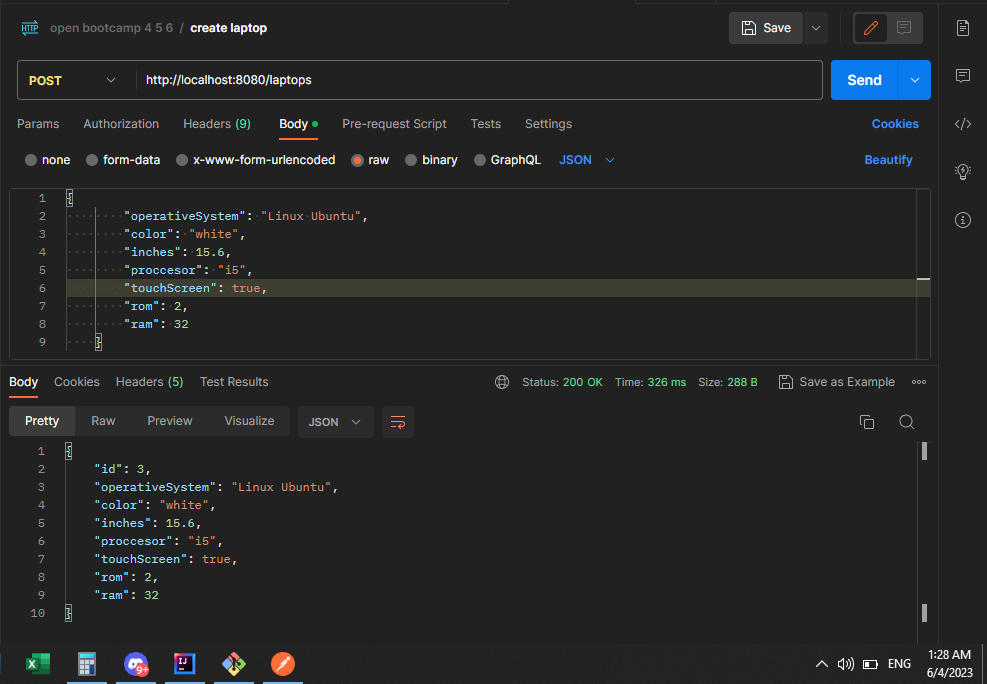 HTTP open bootcamp 4 5 6 / create laptop Save
POST http://localhost:8080/laptops Send
Params Authorization Headers (9) Body Pre-request Script Tests Settings Cookies
none form-data x-www-form-urlencoded raw binary GraphQL JSON Beautify
1 {
2 "operativeSystem": "Linux Ubuntu",
3 "color": "white",
4 "inches": 15.6,
5 "proccesor": "i5",
6 "touchScreen": true,
7 "rom": 2,
8 "ram": 32
9 }
Body Cookies Headers (5) Test Results Status: 200 OK Time: 326 ms Size: 288 B Save as Example
Pretty Raw Preview Visualize JSON
1 {
2 "id": 3,
3 "operativeSystem": "Linux Ubuntu",
4 "color": "white",
5 "inches": 15.6,
6 "proccesor": "i5",
7 "touchScreen": true,
8 "rom": 2,
9 "ram": 32
10 }
9+ IJ ENG 1:28 AM
6/4/2023